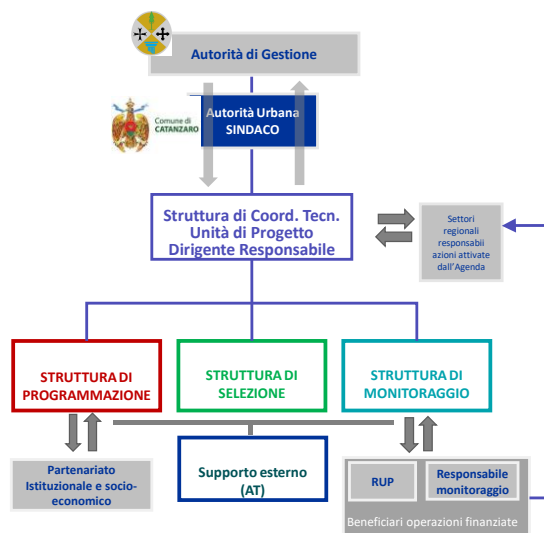 Autorità di Gestione
Comune di
CATANZARO
Autorità Urbana
SINDACO
Struttura di Coord. Tecn.
Unità di Progetto
Dirigente Responsabile
Settori
regionali
responsabii
azioni attivate
dall'Agenda
STRUTTURA DI
PROGRAMMAZIONE
STRUTTURA DI
SELEZIONE
STRUTTURA DI
MONITORAGGIO
Partenariato
Istituzionale e socio-
economico
Supporto esterno
(AT)
RUP
Responsabile
monitoraggio
Beneficiari operazioni finanziate